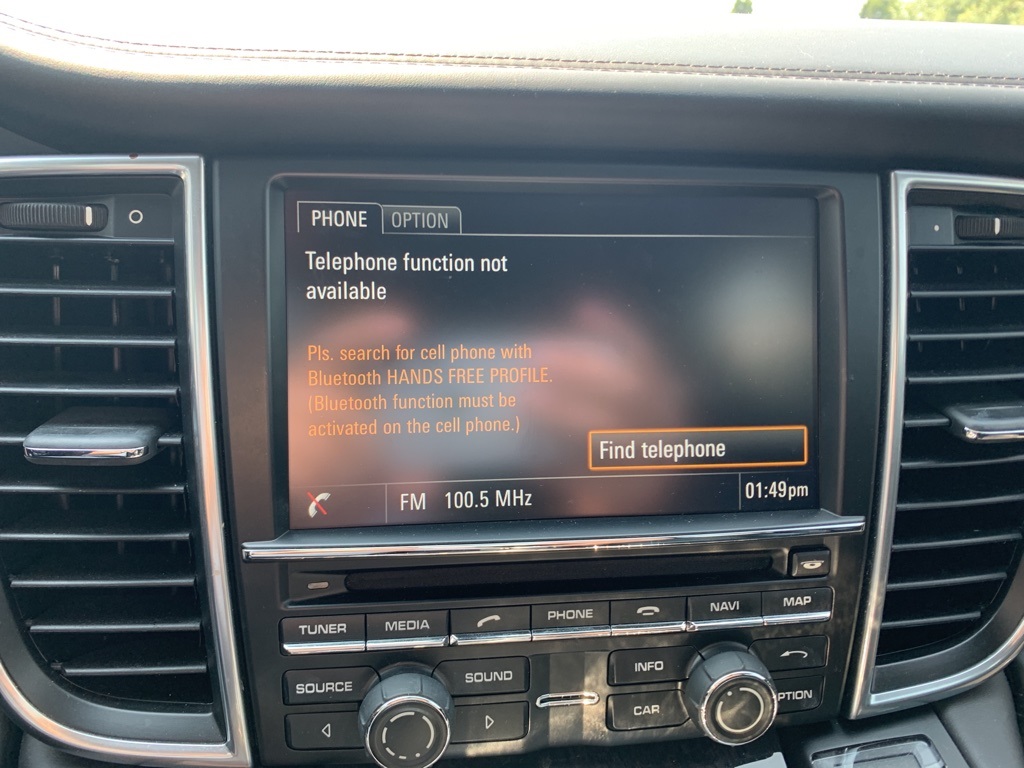 PHONE OPTION
Telephone function not
available
Pls. search for cell phone with
Bluetooth HANDS FREE PROFILE.
(Bluetooth function must be
activated on the cell phone.)
Find telephone
FM 100.5 MHz 01:49pm
TUNER MEDIA PHONE NAVI MAP
SOURCE SOUND INFO
CAR OPTION